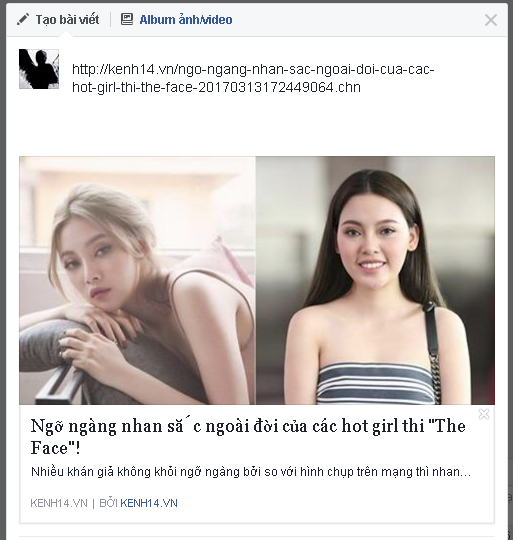 Tạo bài viết Album ảnh/video
http://kenh14.vn/ngo-ngang-nhan-sac-ngoai-doi-cua-cac-
hot-girl-thi-the-face-20170313172449064.chn
Ngỡ ngàng nhan sắc ngoài đời của các hot girl thi "The
Face"!
Nhiều khán giả không khỏi ngỡ ngàng bởi so với hình chụp trên mạng thì nhan...
KENH14.VN | BỞI KENH14.VN